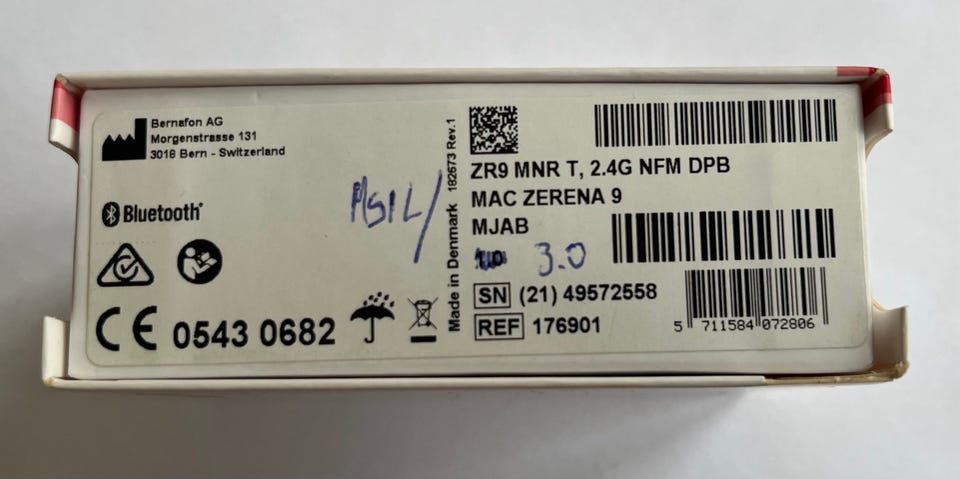 Bernafon AG
Morgenstrasse 131
3018 Bern - Switzerland
Bluetooth®
CE 0543 0682
Made in Denmark 182673 Rev.1
ZR9 MNR T, 2.4G NFM DPB
MAC ZERENA 9
MJAB
3.0
SN (21) 49572558
REF 176901
5 711584 072806